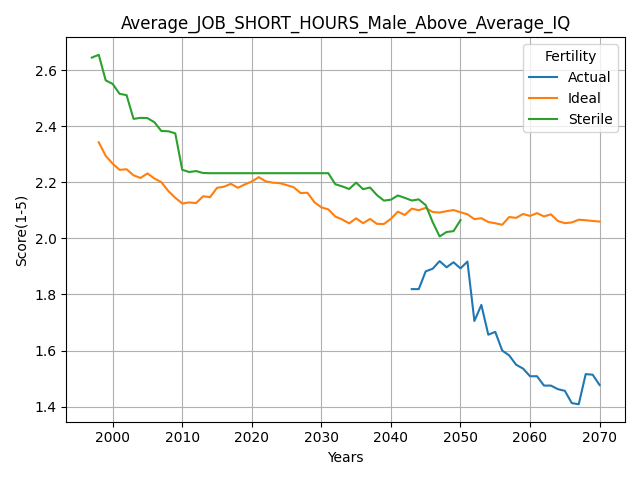 Average_JOB_SHORT_HOURS_Male_Above_Average_IQ
Fertility
Actual
Ideal
Sterile
Score(1-5)
2.6
2.4
2.2
2.0
1.8
1.6
1.4
2000 2010 2020 2030 2040 2050 2060 2070
Years